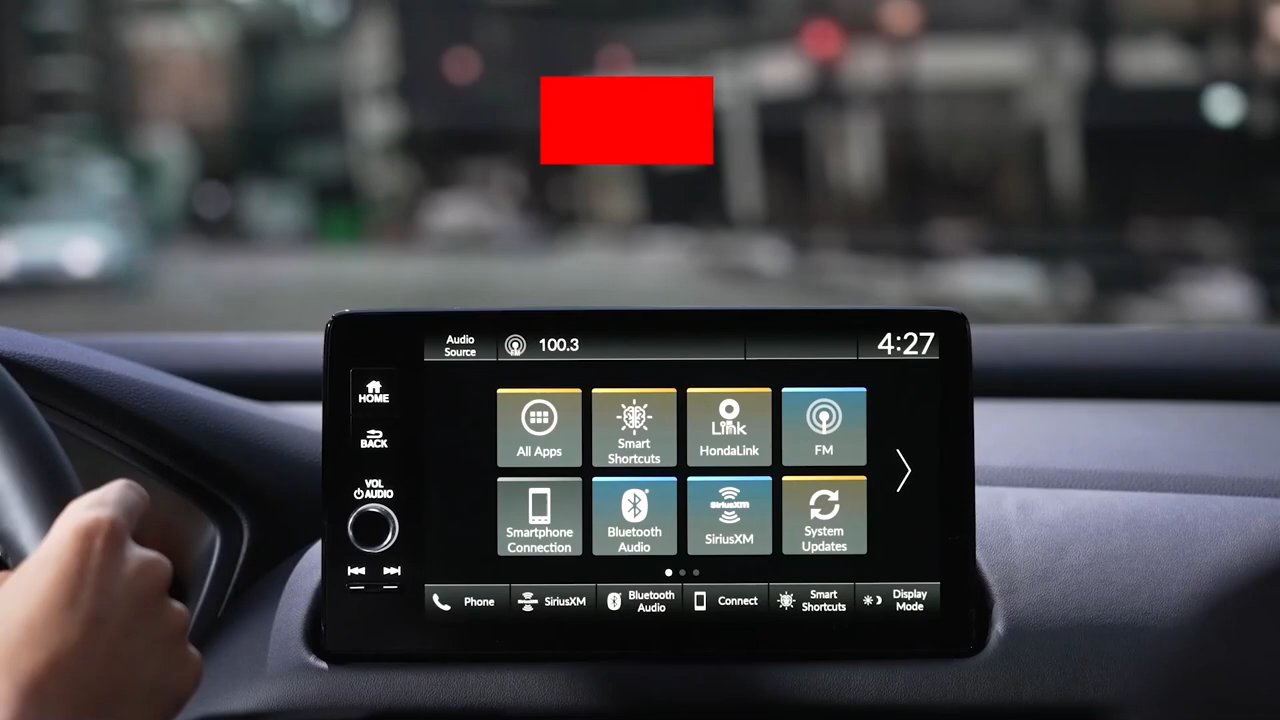 Audio
Source
100.3
4:27
HOME
BACK
VOL
AUDIO
All Apps
Smart
Shortcuts
Link
HondaLink
FM
Smartphone
Connection
Bluetooth
Audio
SiriusXM
SiriusXM
System
Updates
Phone
SiriusXM
Bluetooth
Audio
Connect
Smart
Shortcuts
Display
Mode